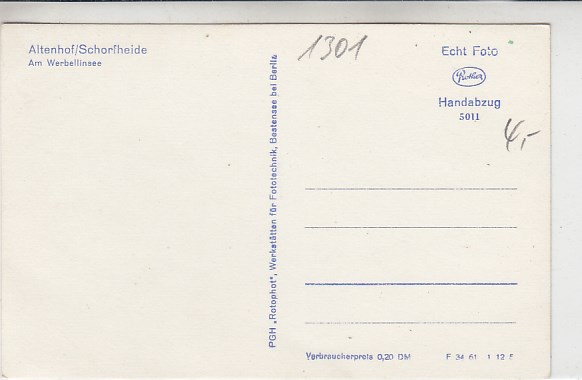 Altenhof/Schorfheide
Am Werbellinsee
PGH „Rotophot“, Werkstätten für Fototechnik, Bestensee bei Berlin
1301
Echt Foto
Handabzug
5011
4,-
Verbraucherpreis 0,20 DM
F 34 61 1 12 F